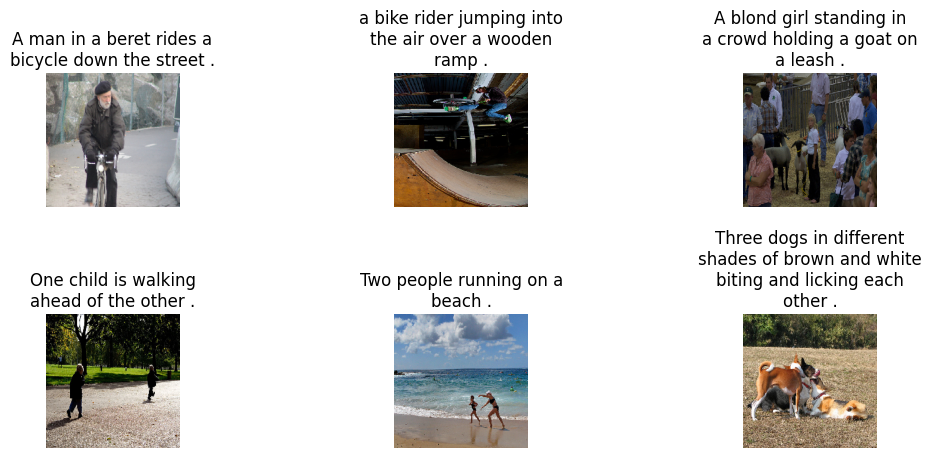 A man in a beret rides a
bicycle down the street .
a bike rider jumping into
the air over a wooden
ramp .
A blond girl standing in
a crowd holding a goat on
a leash .
One child is walking
ahead of the other .
Two people running on a
beach .
Three dogs in different
shades of brown and white
biting and licking each
other .